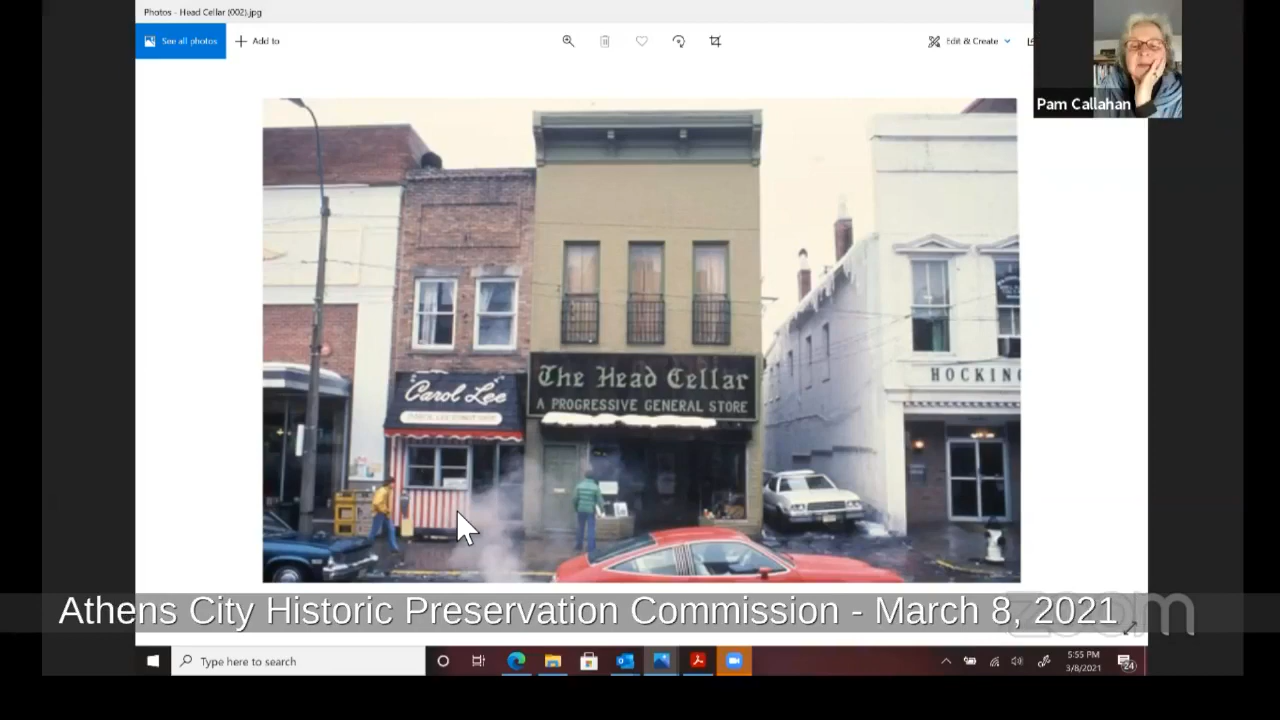 Photos - Head Cellar (002).jpg
See all photos
Add to
Edit & Create
Pam Callahan
Carol Lee
The Head Cellar
A PROGRESSIVE GENERAL STORE
HOCKING
Athens City Historic Preservation Commission - March 8, 2021
zoom
Type here to search
5:55 PM
3/8/2021
24